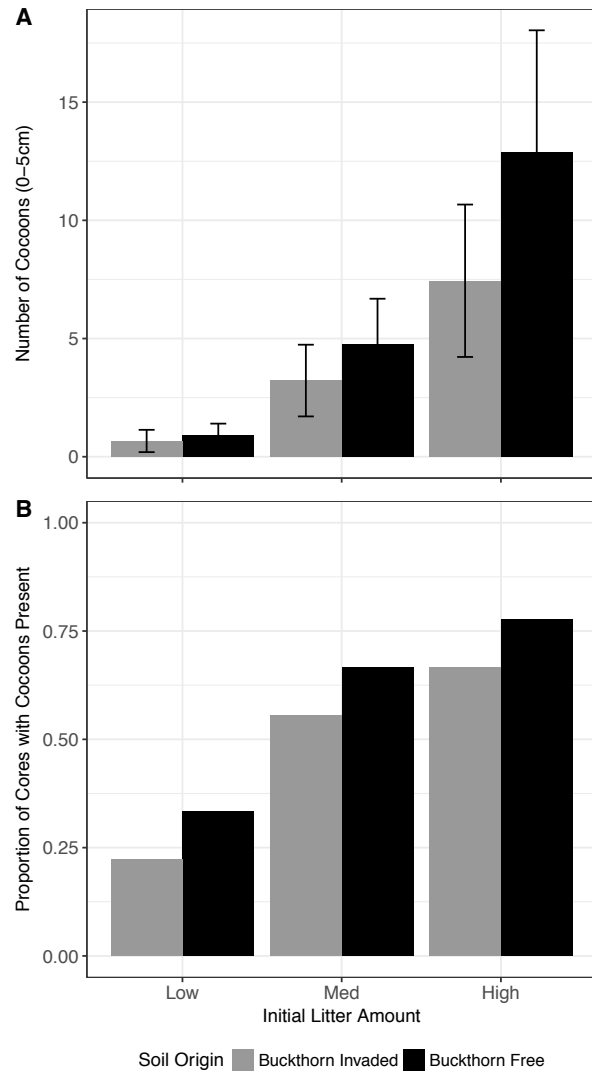 A
Number of Cocoons (0−5cm)
15
10
5
0
B
Proportion of Cores with Cocoons Present
1.00
0.75
0.50
0.25
0.00
Low Med High
Initial Litter Amount
Soil Origin Buckthorn Invaded Buckthorn Free